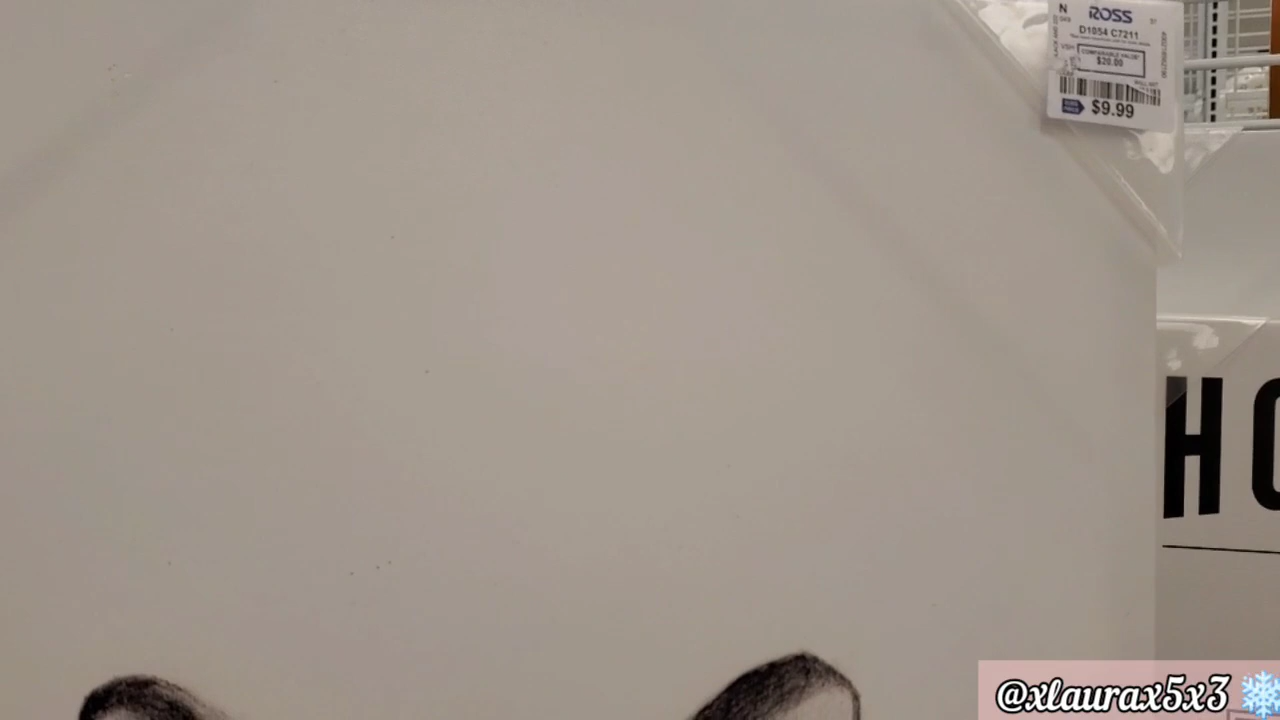 N ROSS
D1054 C7211
COMPARABLE VALUE*
$20.00
$9.99
HO
@xlaurax5x3